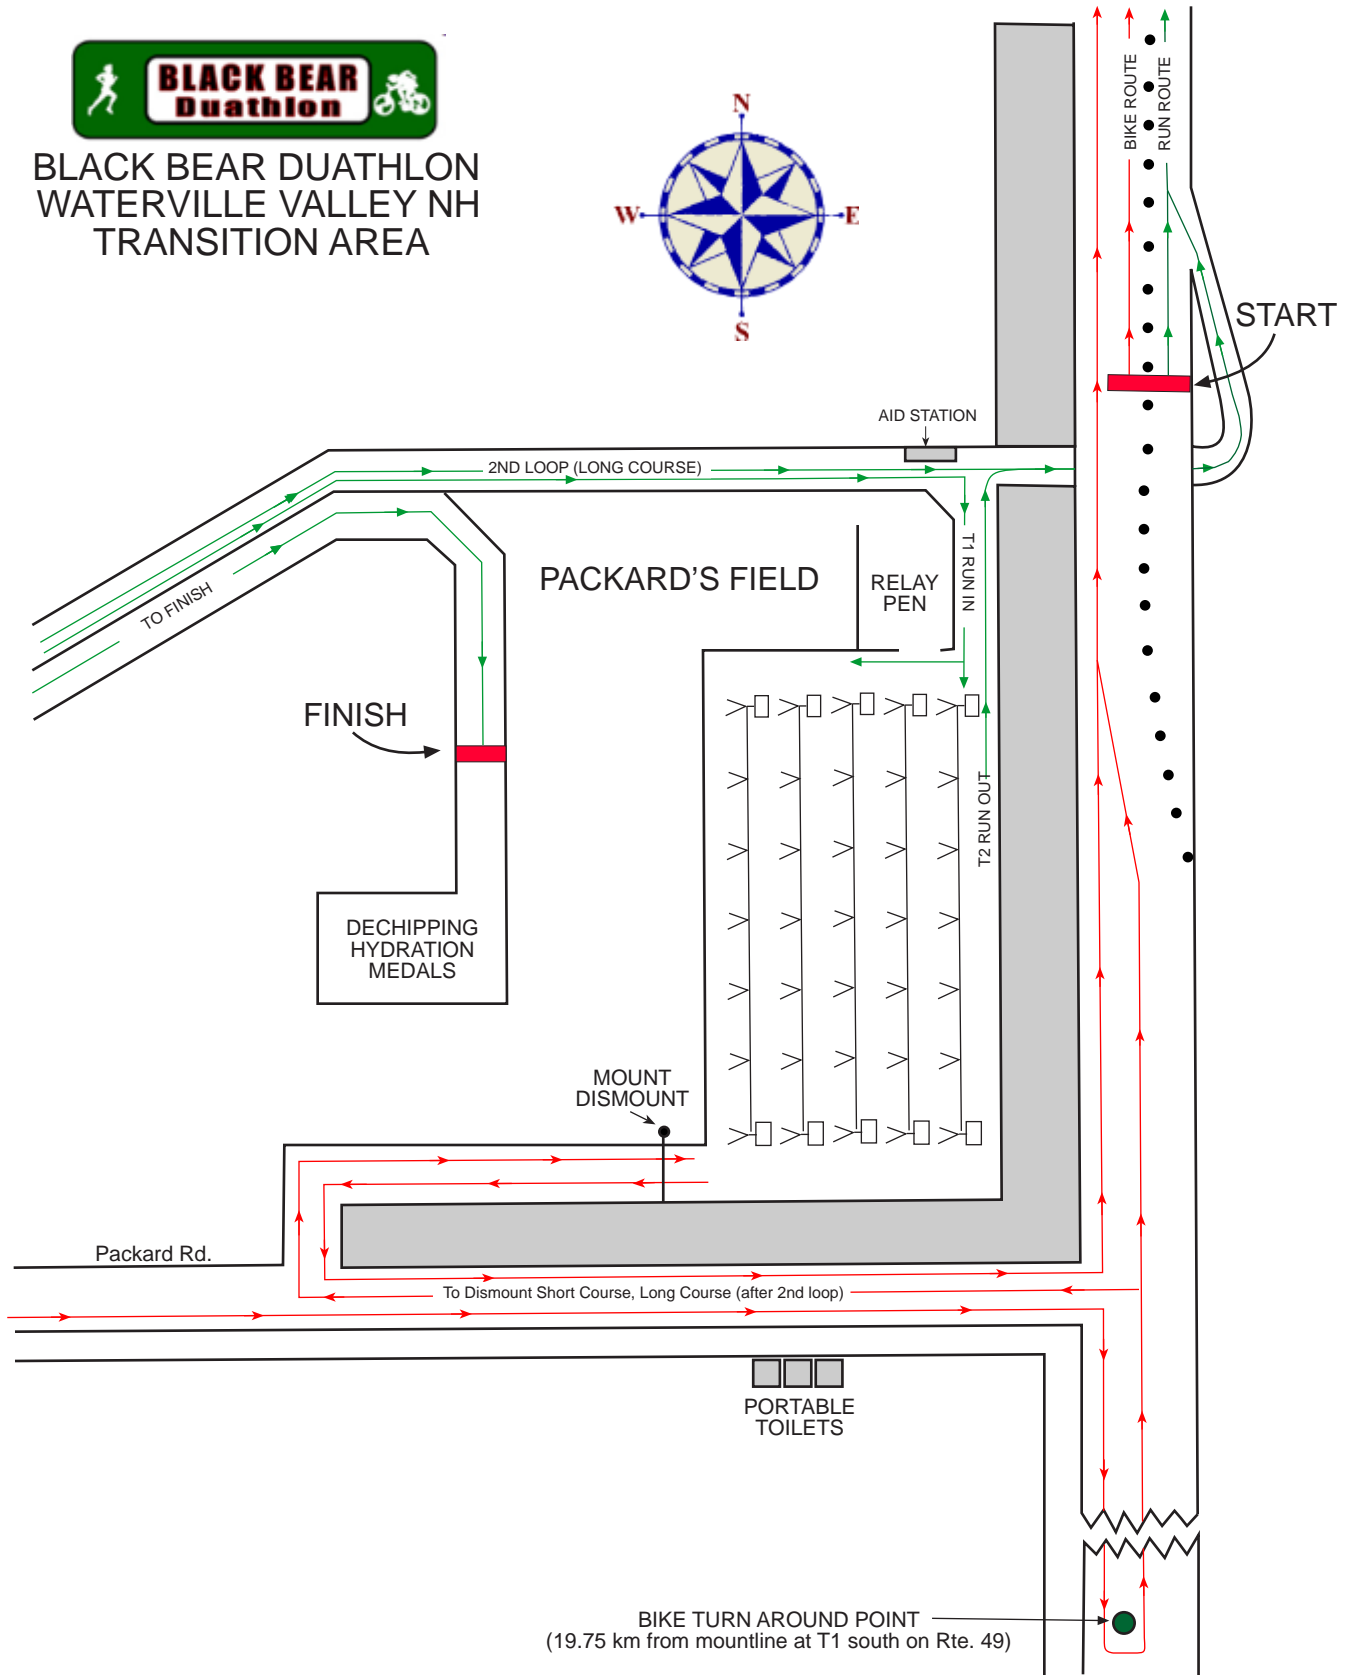 BLACK BEAR
Duathlon
BLACK BEAR DUATHLON
WATERVILLE VALLEY NH
TRANSITION AREA
N
W
E
S
BIKE ROUTE
RUN ROUTE
START
AID STATION
2ND LOOP (LONG COURSE)
T1 RUN IN
PACKARD'S FIELD
RELAY
PEN
TO FINISH
FINISH
T2 RUN OUT
DECHIPPING
HYDRATION
MEDALS
MOUNT
DISMOUNT
Packard Rd.
To Dismount Short Course, Long Course (after 2nd loop)
PORTABLE
TOILETS
BIKE TURN AROUND POINT
(19.75 km from mountline at T1 south on Rte. 49)